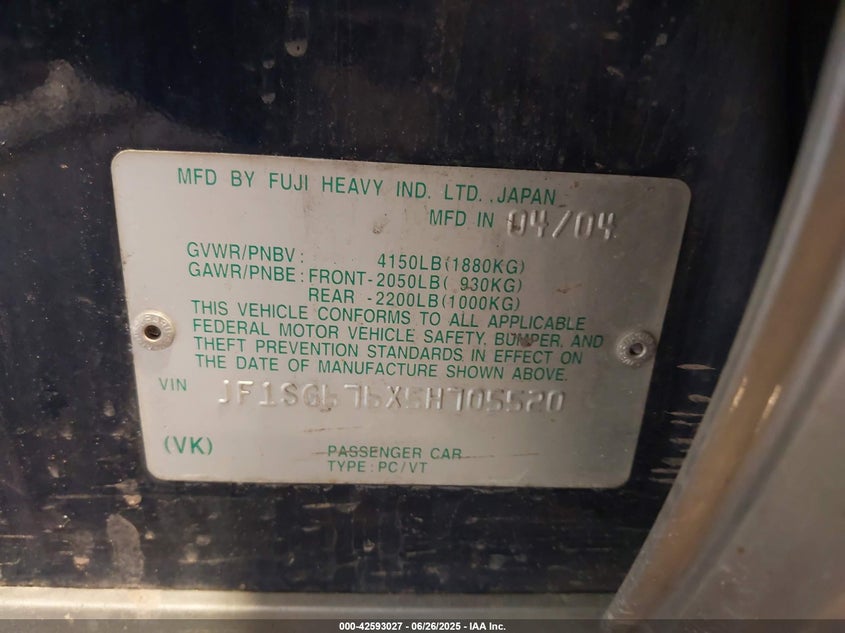 MFD BY FUJI HEAVY IND. LTD. ,JAPAN
MFD IN 04/04
GVWR/PNBV : 4150LB(1880KG)
GAWR/PNBE : FRONT-2050LB( 930KG)
REAR -2200LB(1000KG)
THIS VEHICLE CONFORMS TO ALL APPLICABLE
FEDERAL MOTOR VEHICLE SAFETY, BUMPER, AND
THEFT PREVENTION STANDARDS IN EFFECT ON
THE DATE OF MANUFACTURE SHOWN ABOVE.
VIN JF1SG676X5H705520
(VK) PASSENGER CAR
TYPE : PC/VT
000-42593027 | 06/26/2025 - IAA Inc.